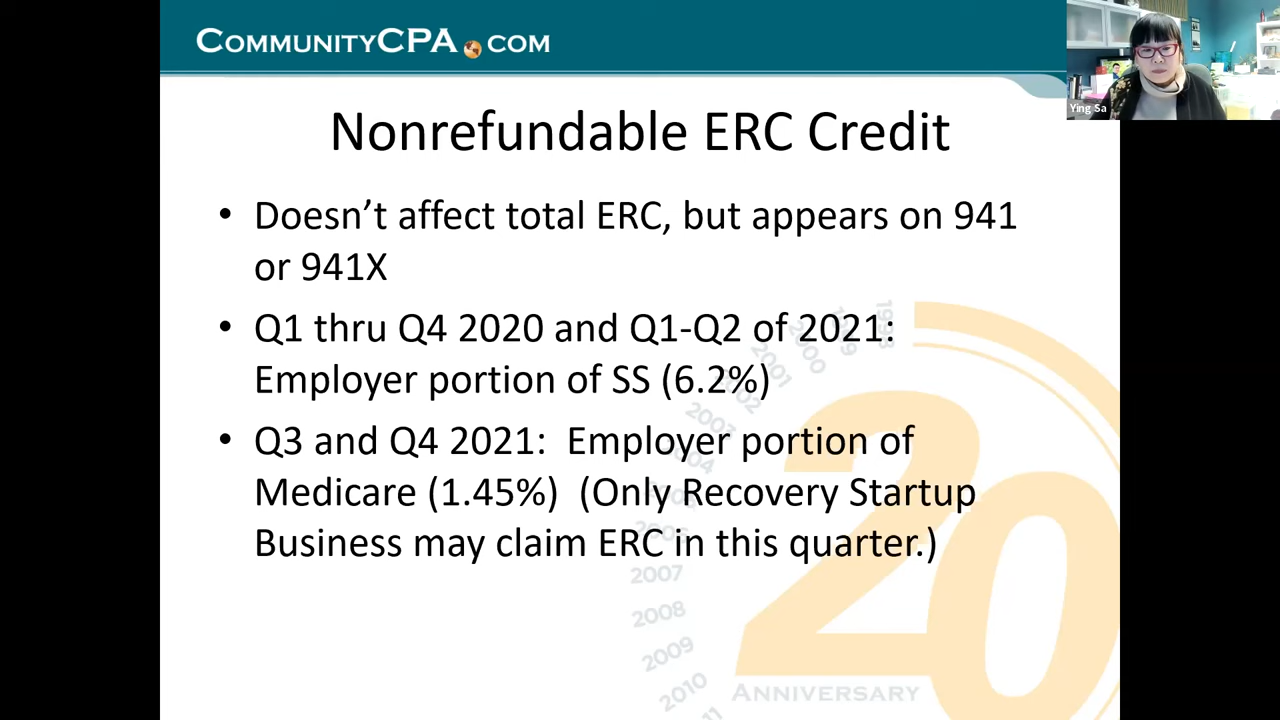 COMMUNITYCPA.COM
Ying Sa
Nonrefundable ERC Credit
• Doesn’t affect total ERC, but appears on 941
or 941X
• Q1 thru Q4 2020 and Q1-Q2 of 2021:
Employer portion of SS (6.2%)
• Q3 and Q4 2021: Employer portion of
Medicare (1.45%) (Only Recovery Startup
Business may claim ERC in this quarter.)
1998
2000
2001
2007
2008
2009
2010
20
ANNIVERSARY